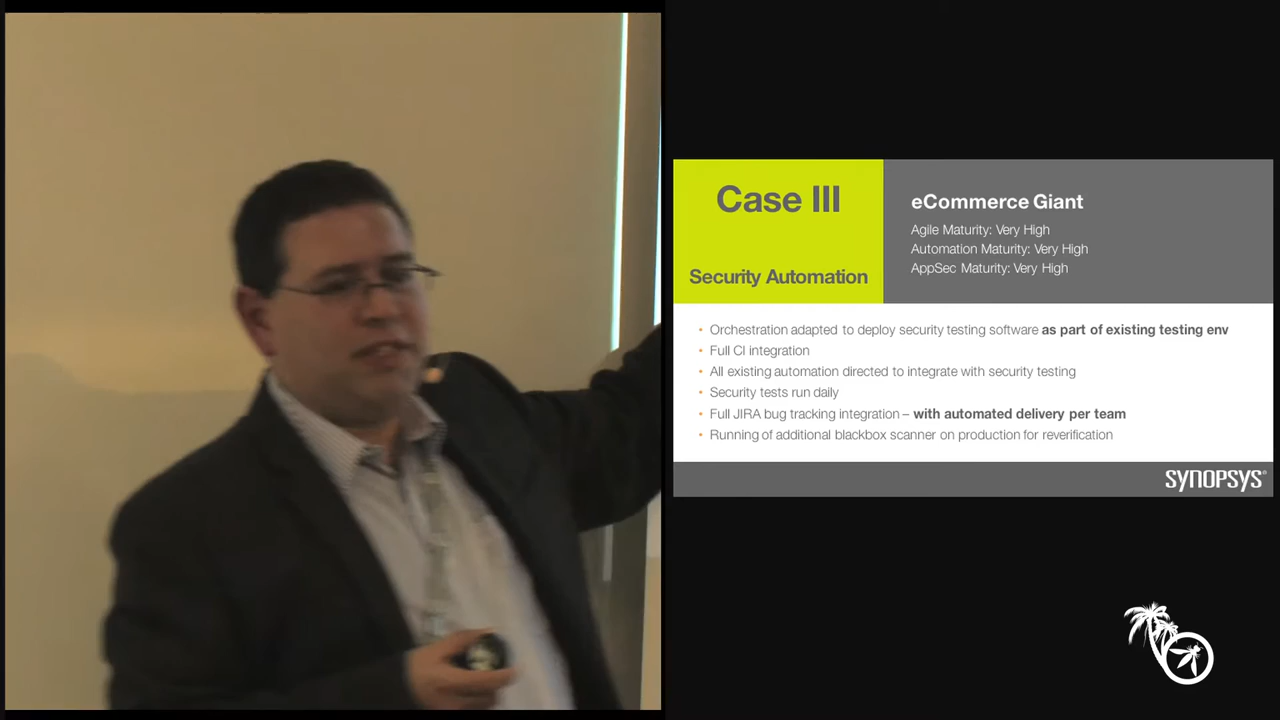 Case III
Security Automation
eCommerce Giant
Agile Maturity: Very High
Automation Maturity: Very High
AppSec Maturity: Very High
• Orchestration adapted to deploy security testing software as part of existing testing env
• Full CI integration
• All existing automation directed to integrate with security testing
• Security tests run daily
• Full JIRA bug tracking integration – with automated delivery per team
• Running of additional blackbox scanner on production for reverification
SYNOPSYS®